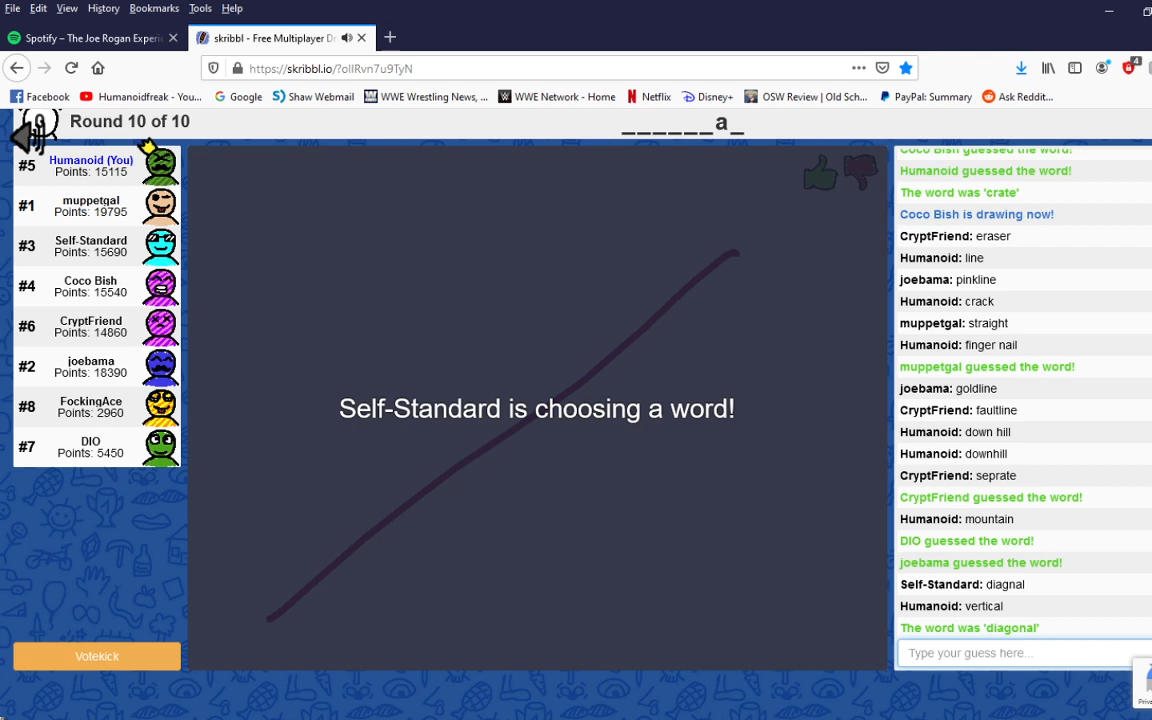 File Edit View History Bookmarks Tools Help
Spotify – The Joe Rogan Experi
skribbl - Free Multiplayer Dr
https://skribbl.io/?olIRvn7u9TyN
4
Facebook Humanoidfreak - You... Google Shaw Webmail WWE Wrestling News, ... WWE Network - Home Netflix Disney+ OSW Review | Old Sch... PayPal: Summary Ask Reddit...
0 Round 10 of 10
______a_
#5 Humanoid (You)
Points: 15115
#1 muppetgal
Points: 19795
#3 Self-Standard
Points: 15690
#4 Coco Bish
Points: 15540
#6 CryptFriend
Points: 14860
#2 joebama
Points: 18390
#8 FockingAce
Points: 2960
#7 DIO
Points: 5450
Votekick
Self-Standard is choosing a word!
Coco Bish guessed the word!
Humanoid guessed the word!
The word was 'crate'
Coco Bish is drawing now!
CryptFriend: eraser
Humanoid: line
joebama: pinkline
Humanoid: crack
muppetgal: straight
Humanoid: finger nail
muppetgal guessed the word!
joebama: goldline
CryptFriend: faultline
Humanoid: down hill
Humanoid: downhill
CryptFriend: seprate
CryptFriend guessed the word!
Humanoid: mountain
DIO guessed the word!
joebama guessed the word!
Self-Standard: diagnal
Humanoid: vertical
The word was 'diagonal'
Type your guess here...